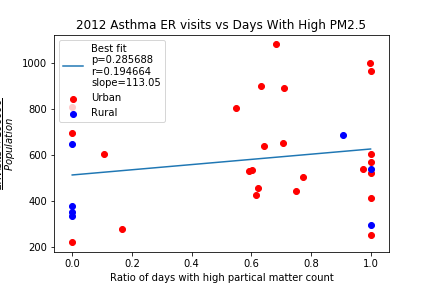 2012 Asthma ER visits vs Days With High PM2.5
Best fit
p=0.285688
r=0.194664
slope=113.05
Urban
Rural
1000
800
600
400
200
Population
0.0 0.2 0.4 0.6 0.8 1.0
Ratio of days with high partical matter count